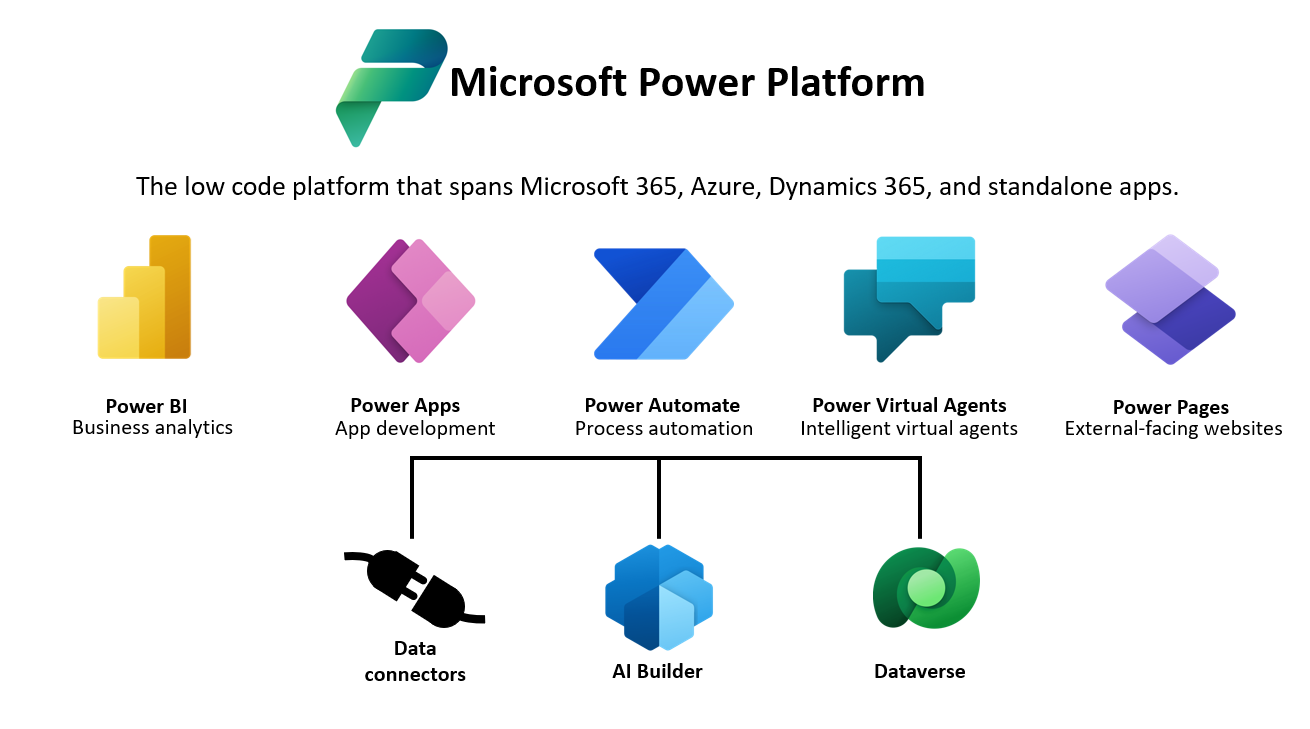 Microsoft Power Platform
The low code platform that spans Microsoft 365, Azure, Dynamics 365, and standalone apps.
Power BI
Business analytics
Power Apps
App development
Power Automate
Process automation
Power Virtual Agents
Intelligent virtual agents
Power Pages
External-facing websites
Data
connectors
AI Builder
Dataverse